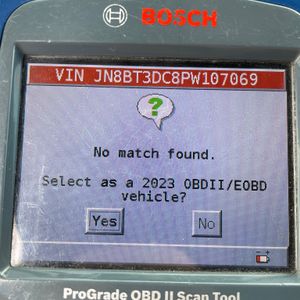 BOSCH
VIN JN8BT3DC8PW107069
?
No match found.
Select as a 2023 OBDII/EOBD
vehicle?
Yes No
ProGrade OBD II Scan Tool